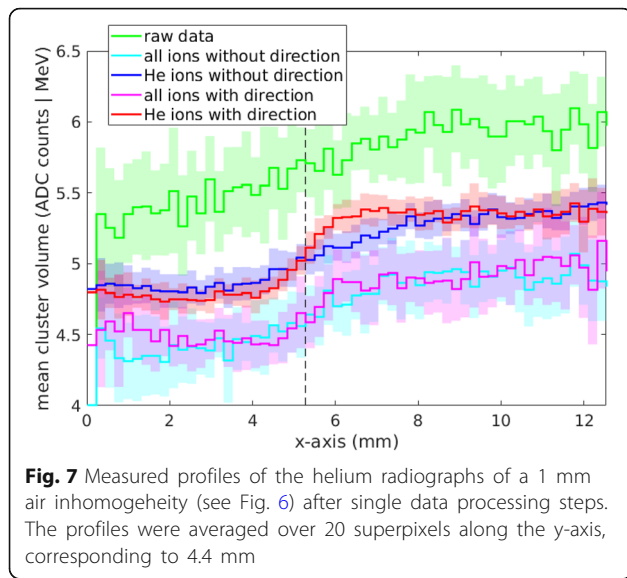 raw data
all ions without direction
He ions without direction
all ions with direction
He ions with direction
mean cluster volume (ADC counts | MeV)
6.5
6
5.5
5
4.5
4
0
2
4
6
8
10
12
x-axis (mm)
Fig. 7 Measured profiles of the helium radiographs of a 1 mm
air inhomogeheity (see Fig. 6) after single data processing steps.
The profiles were averaged over 20 superpixels along the y-axis,
corresponding to 4.4 mm